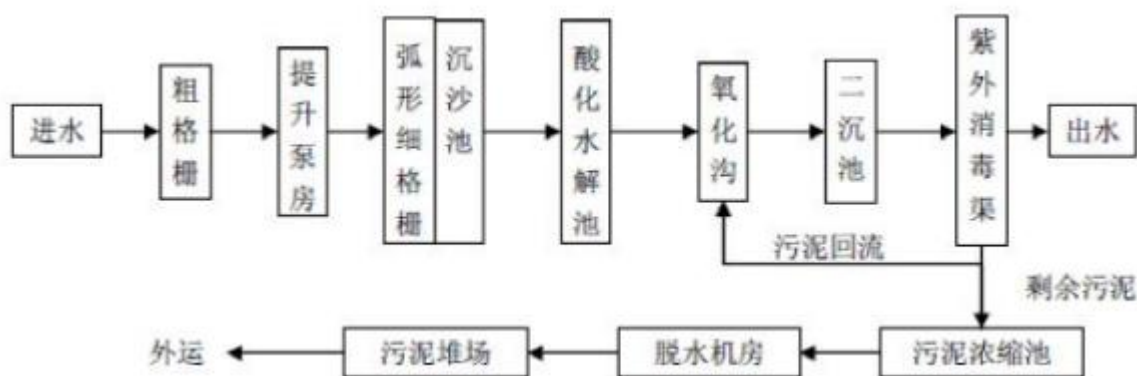 进水
粗格栅
提升泵房
弧形细格栅
沉沙池
酸化水解池
氧化沟
二沉池
紫外消毒渠
出水
污泥回流
剩余污泥
外运
污泥堆场
脱水机房
污泥浓缩池